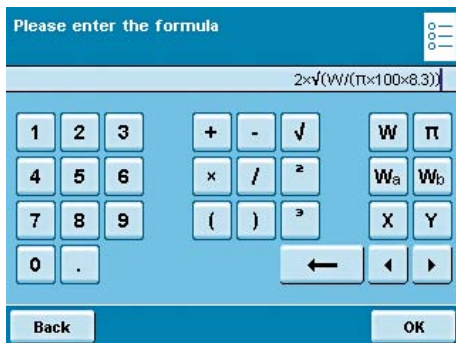 Please enter the formula
2×√(W/(π×100×8.3))
1 2 3 + - √ W π
4 5 6 × / ² Wa Wb
7 8 9 ( ) ³ X Y
0 . ←
Back OK